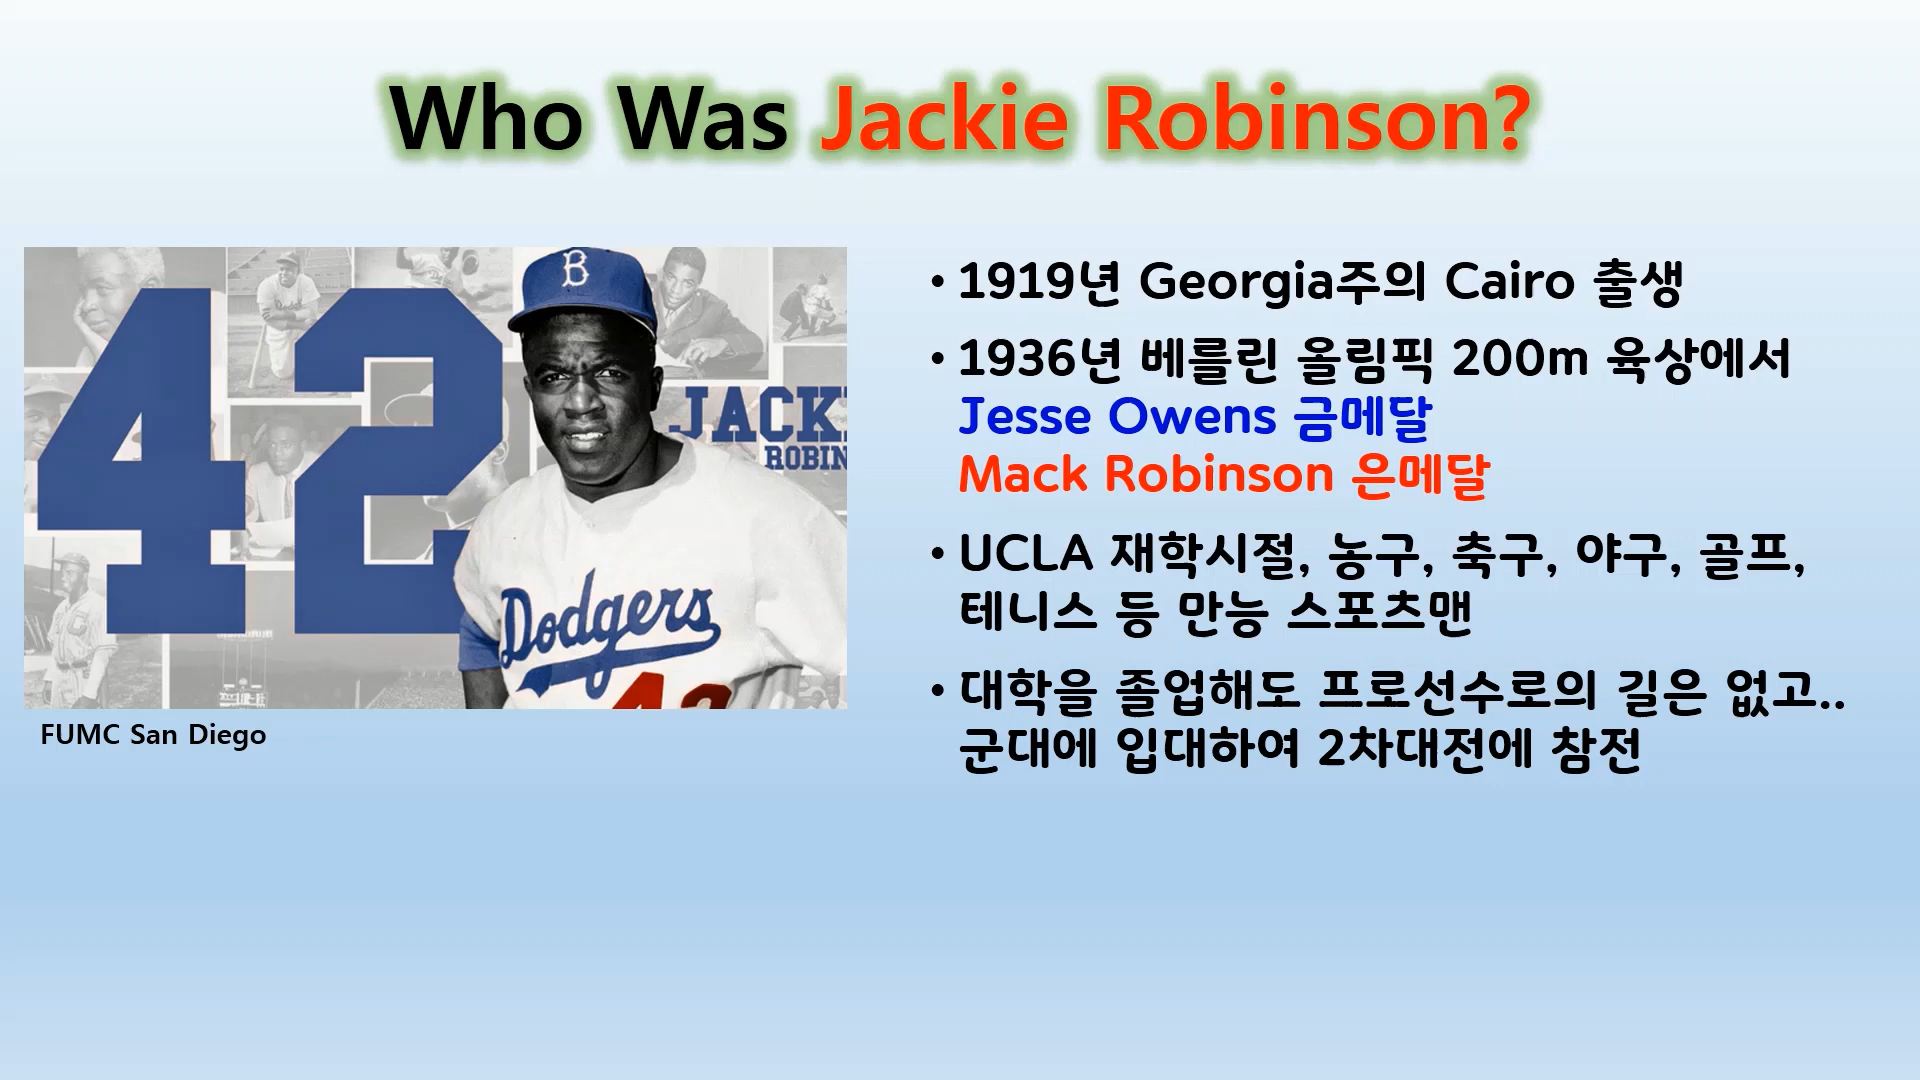 Who Was Jackie Robinson?
42
B
JACK
ROBIN
Dodgers
42
FUMC San Diego
• 1919년 Georgia주의 Cairo 출생
• 1936년 베를린 올림픽 200m 육상에서
Jesse Owens 금메달
Mack Robinson 은메달
• UCLA 재학시절, 농구, 축구, 야구, 골프,
테니스 등 만능 스포츠맨
• 대학을 졸업해도 프로선수로의 길은 없고..
군대에 입대하여 2차대전에 참전